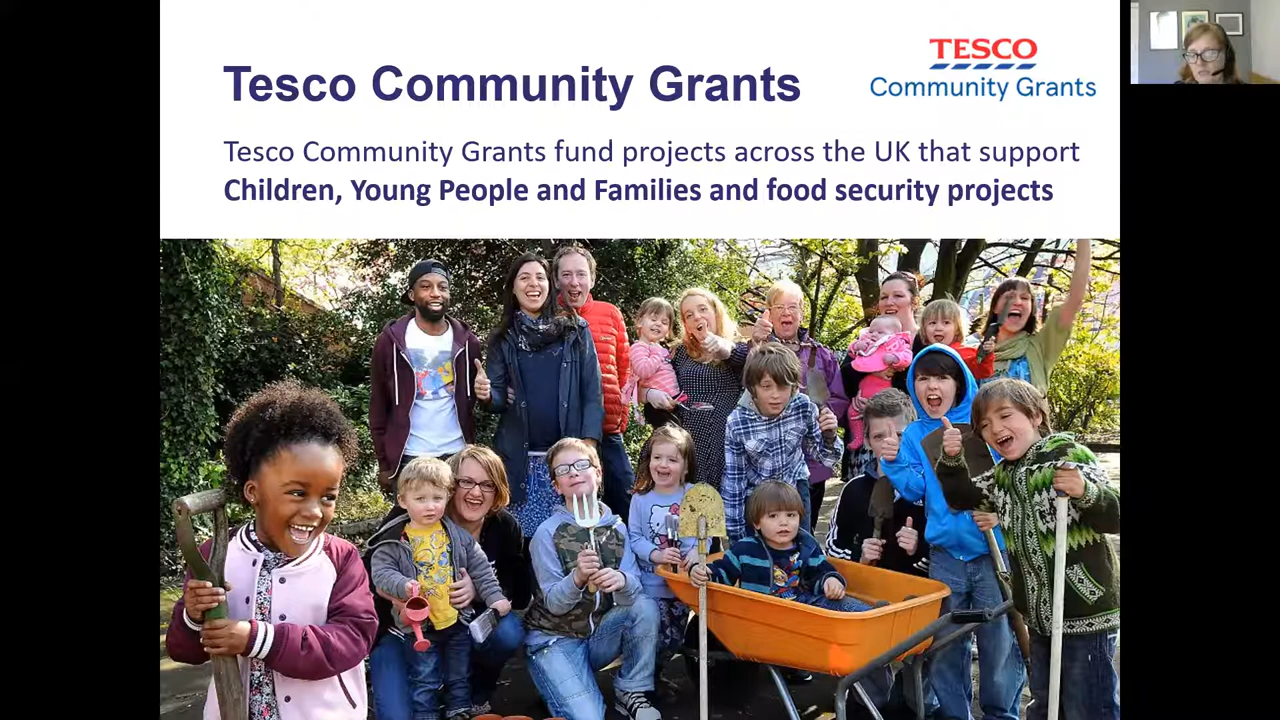 Tesco Community Grants
TESCO
Community Grants
Tesco Community Grants fund projects across the UK that support
Children, Young People and Families and food security projects